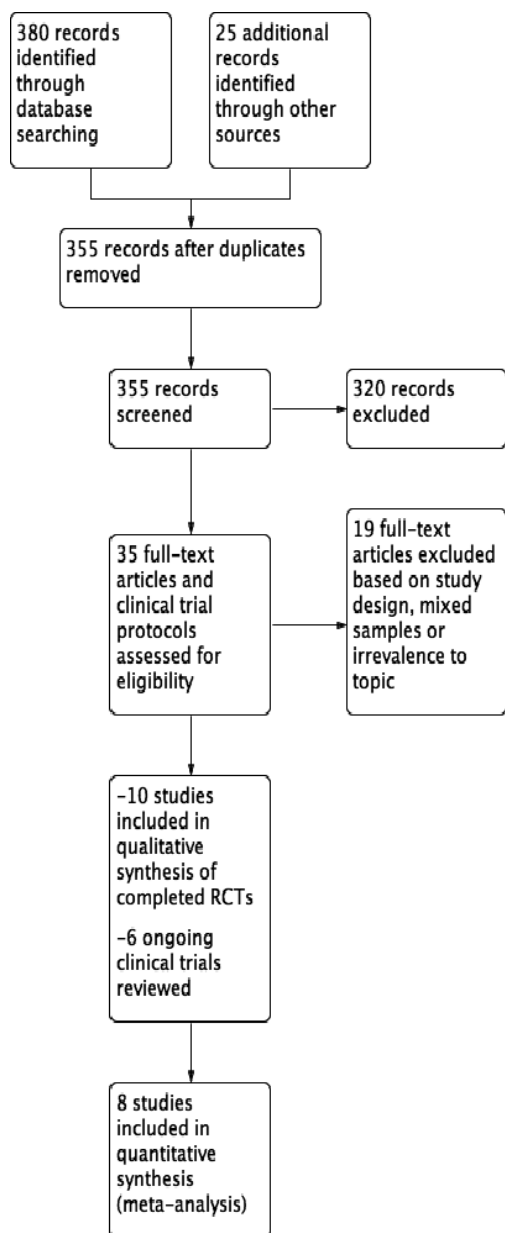 380 records
identified
through
database
searching
25 additional
records
identified
through other
sources
355 records after duplicates
removed
355 records
screened
320 records
excluded
35 full-text
articles and
clinical trial
protocols
assessed for
eligibility
19 full-text
articles excluded
based on study
design, mixed
samples or
irrevalence to
topic
-10 studies
included in
qualitative
synthesis of
completed RCTs
-6 ongoing
clinical trials
reviewed
8 studies
included in
quantitative
synthesis
(meta-analysis)